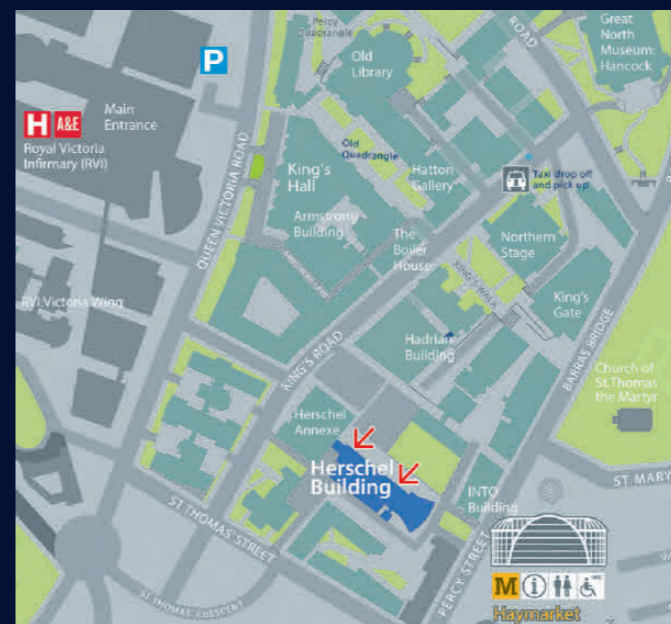 Percy
Quadrangle
Old
Library
ROAD
Great
North
Museum:
Hancock
P
H A&E
Main
Entrance
Royal Victoria
Infirmary (RVI)
QUEEN VICTORIA ROAD
Old
Quadrangle
King's
Hall
Hatton
Gallery
Taxi drop off
and pick up
Armstrong
Building
The
Boiler
House
Northern
Stage
KING'S WALK
King's
Gate
RVI Victoria Wing
KING'S ROAD
Hadrian
Building
BARRAS BRIDGE
Church of
St.Thomas
the Martyr
Herschel
Annexe
Herschel
Building
INTO
Building
ST MARY
ST THOMAS' STREET
PERCY STREET
ST THOMAS' CRESCENT
M i
Haymarket